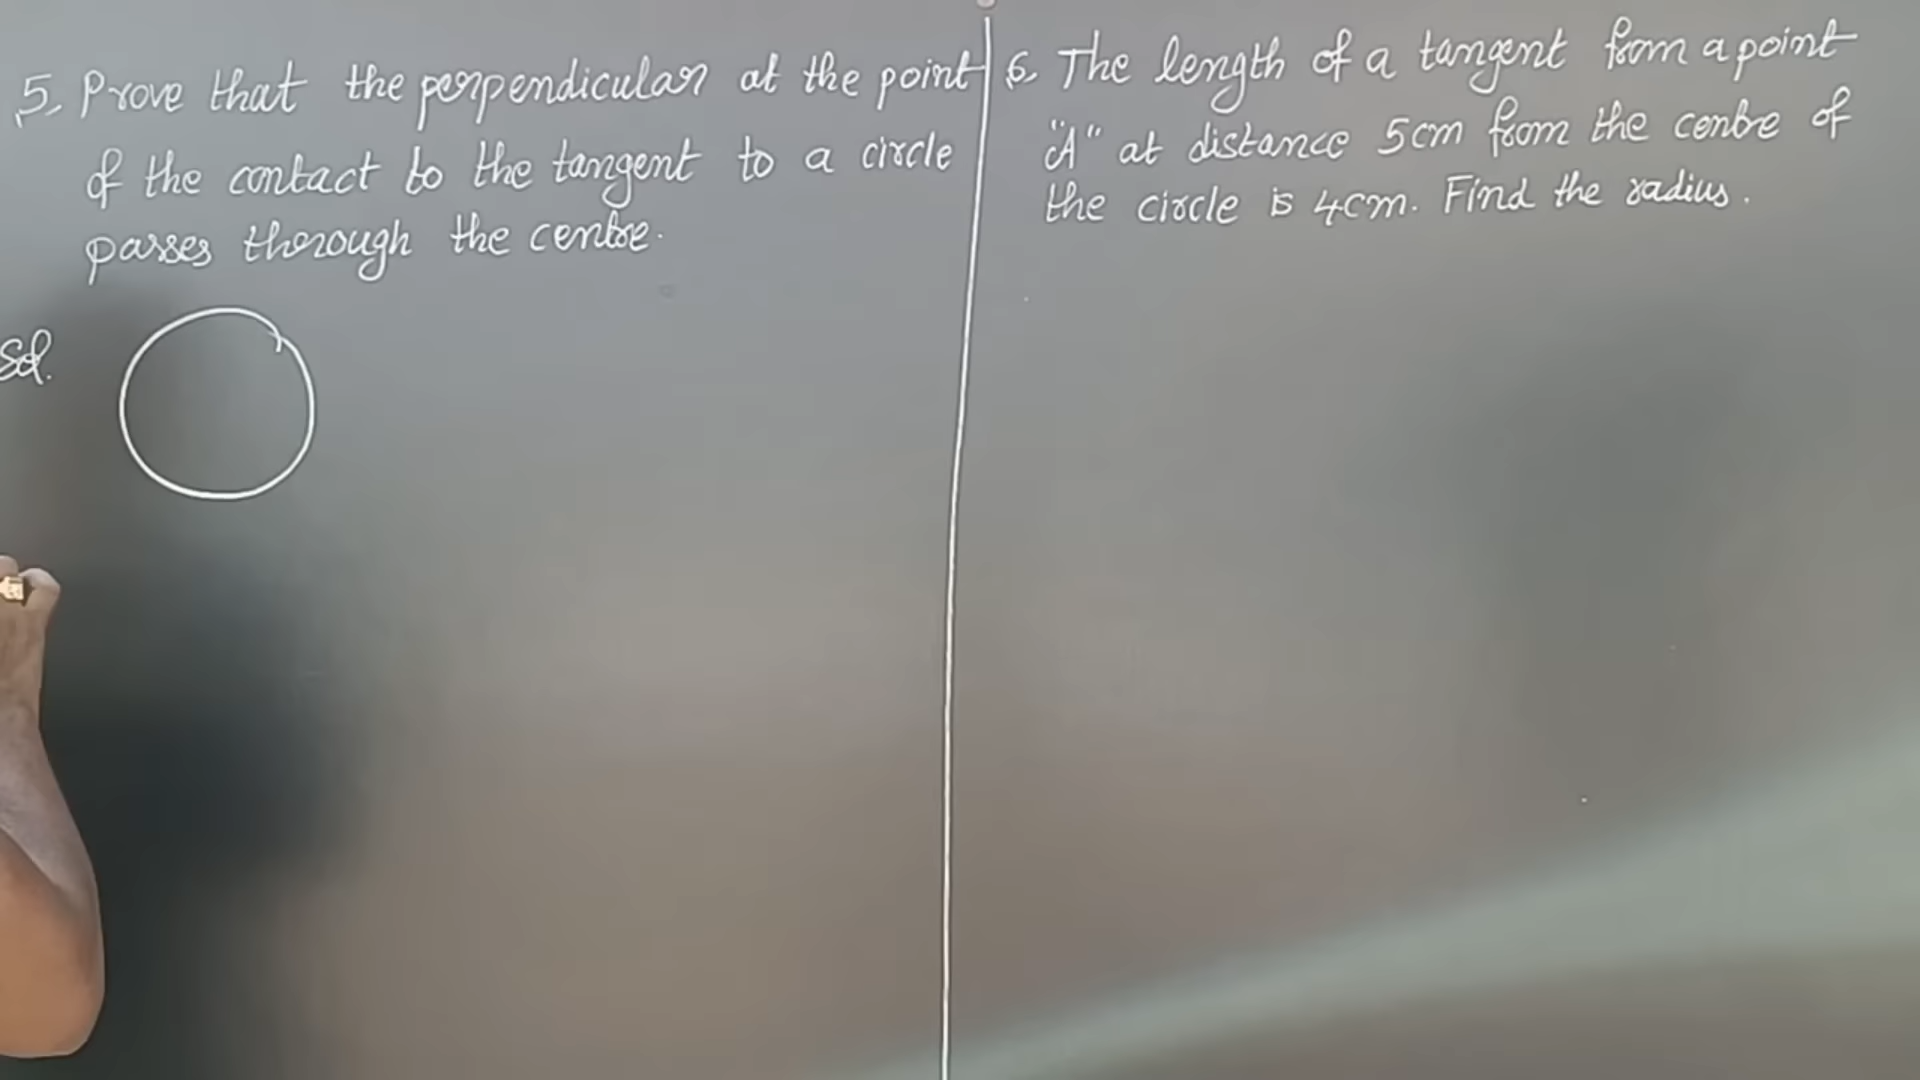 5. Prove that the perpendicular at the point
of the contact to the tangent to a circle
passes through the centre.
Sol.
6. The length of a tangent from a point
"A" at distance 5cm from the centre of
the circle is 4cm. Find the radius.